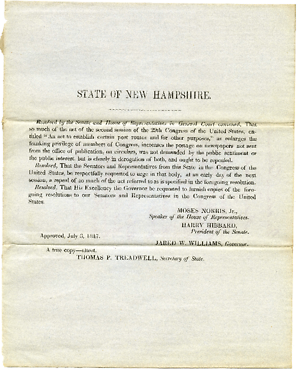 STATE OF NEW HAMPSHIRE.
Resolved by the Senate and House of Representatives in General Court convened, That
so much of the act of the second session of the 29th Congress of the United States, en-
titled "An act to establish certain post routes and for other purposes," as enlarges the
franking privilege of members of Congress, increases the postage on newspapers not sent
from the office of publication, on circulars, was not demanded by the public sentiment or
the public interest, but is clearly in derogation of both, and ought to be repealed.
Resolved, That the Senators and Representatives from this State in the Congress of the
United States, be respectfully requested to urge in that body, at an early day of the next
session, a repeal of so much of the act referred to as is specified in the foregoing resolution.
Resolved, That His Excellency the Governor be requested to furnish copies of the fore-
going resolutions to our Senators and Representatives in the Congress of the United
States.
MOSES NORRIS, Jr.,
Speaker of the House of Representatives.
HARRY HIBBARD,
President of the Senate.
Approved, July 3, 1847.
JARED W. WILLIAMS, Governor.
A true copy—attest.
THOMAS P. TREADWELL, Secretary of State.